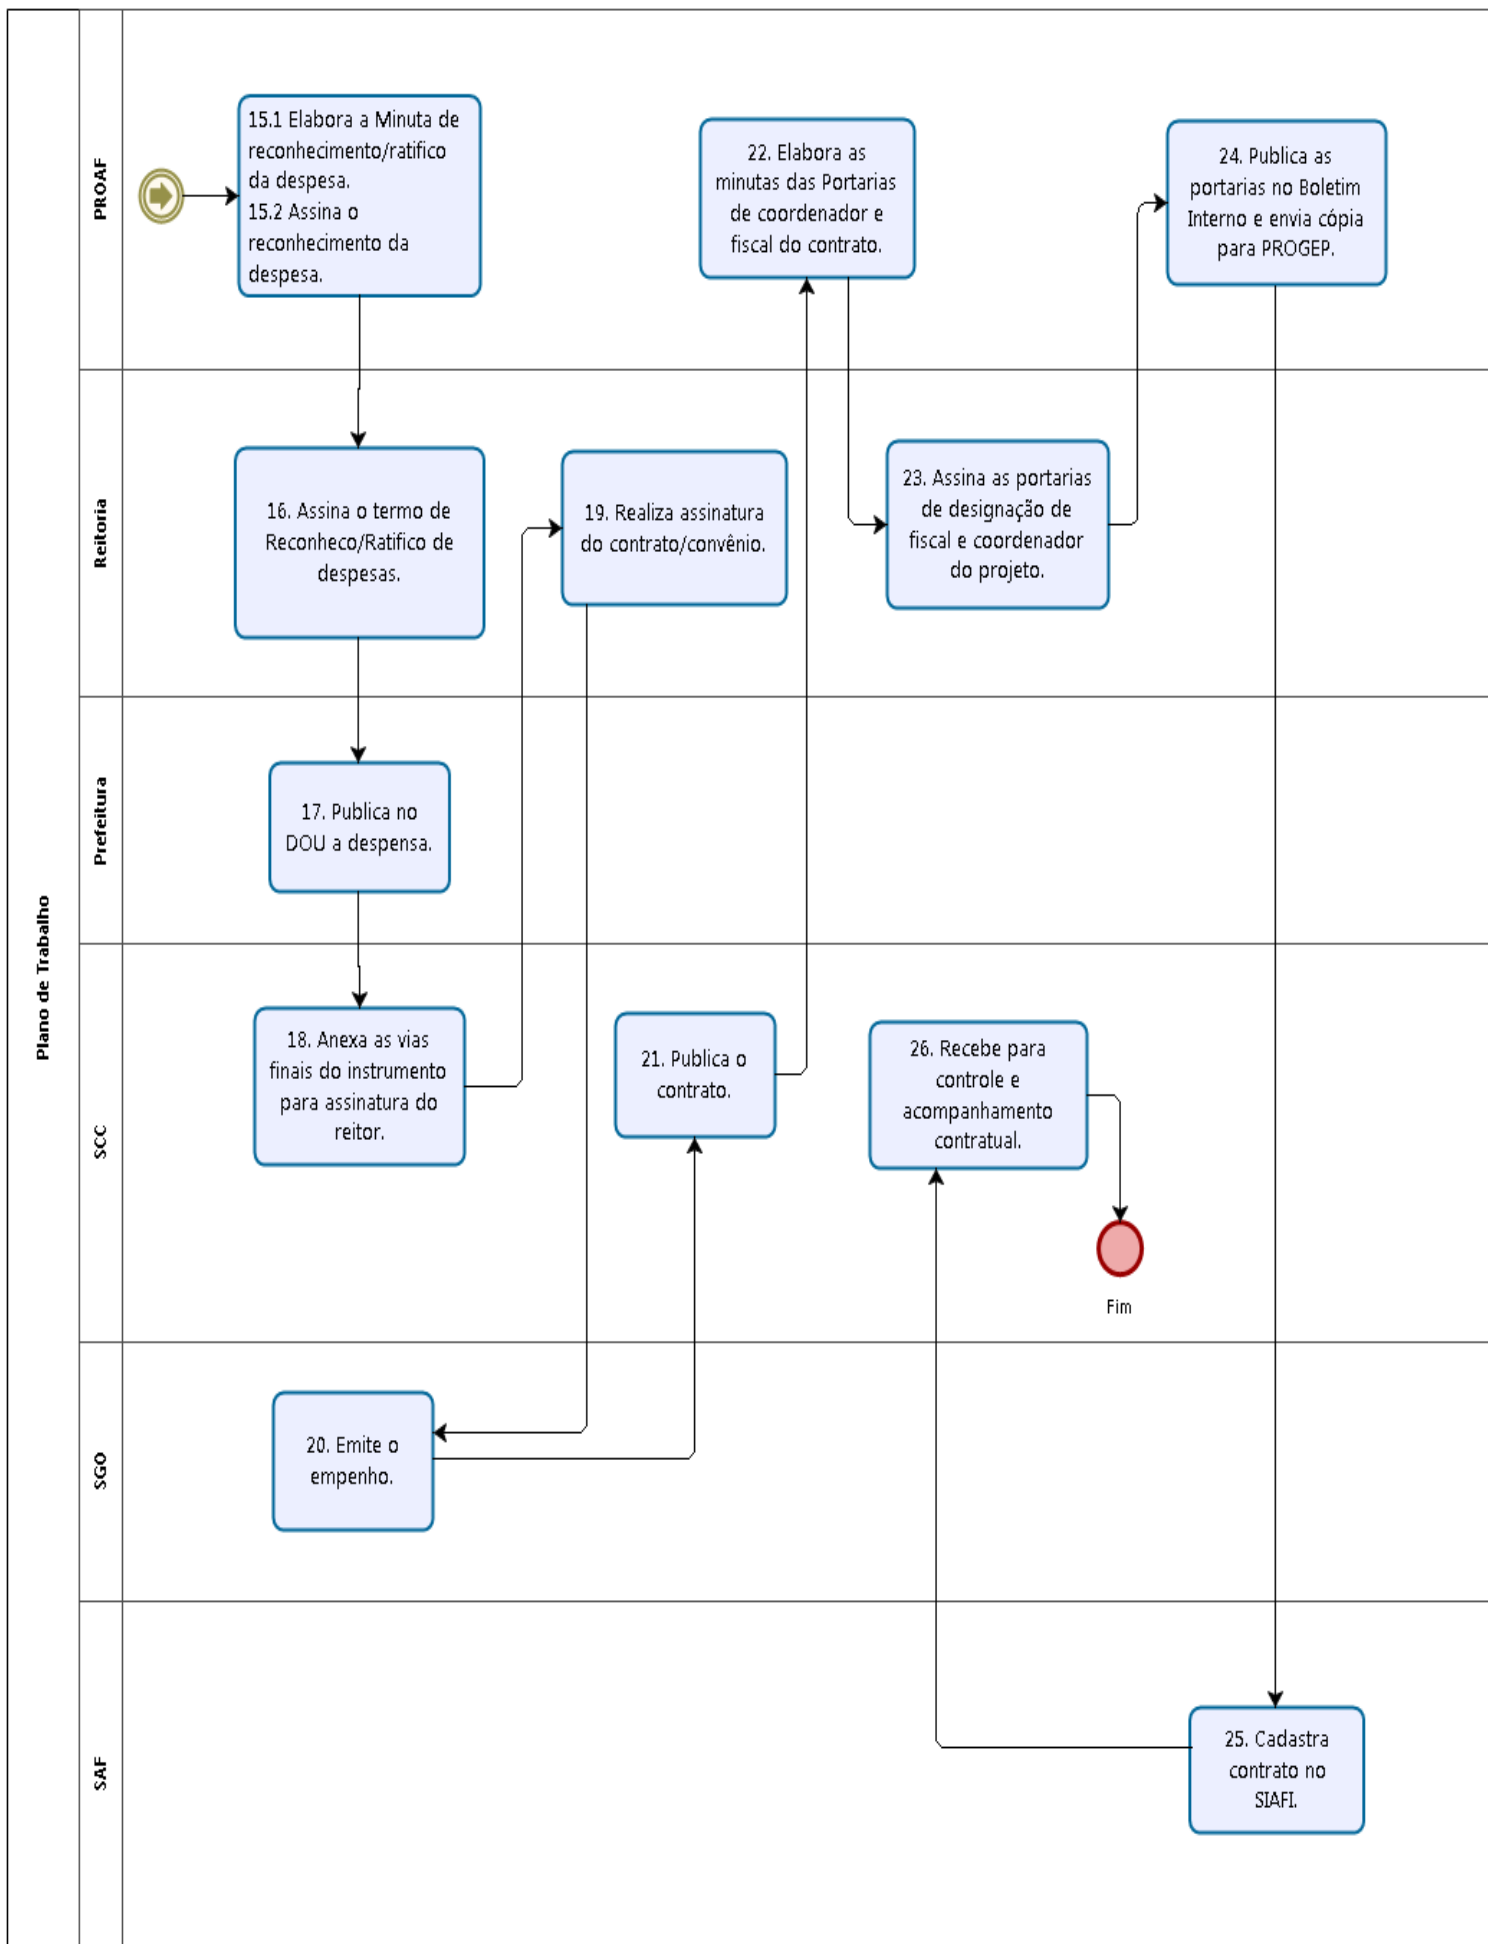 Plano de Trabalho
PROAF
15.1 Elabora a Minuta de
reconhecimento/ratifico
da despesa.
15.2 Assina o
reconhecimento da
despesa.
22. Elabora as
minutas das Portarias
de coordenador e
fiscal do contrato.
24. Publica as
portarias no Boletim
Interno e envia cópia
para PROGEP.
Reitoria
16. Assina o termo de
Reconheco/Ratifico de
despesas.
19. Realiza assinatura
do contrato/convênio.
23. Assina as portarias
de designação de
fiscal e coordenador
do projeto.
Prefeitura
17. Publica no
DOU a despensa.
SCC
18. Anexa as vias
finais do instrumento
para assinatura do
reitor.
21. Publica o
contrato.
26. Recebe para
controle e
acompanhamento
contratual.
Fim
SGO
20. Emite o
empenho.
SAF
25. Cadastra
contrato no
SIAFI.